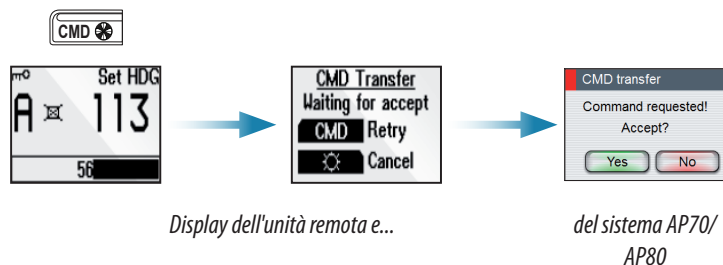 CMD
Set HDG
A 113
56
CMD Transfer
Waiting for accept
CMD Retry
Cancel
CMD transfer
Command requested!
Accept?
Yes No
Display dell'unità remota e...
del sistema AP70/
AP80